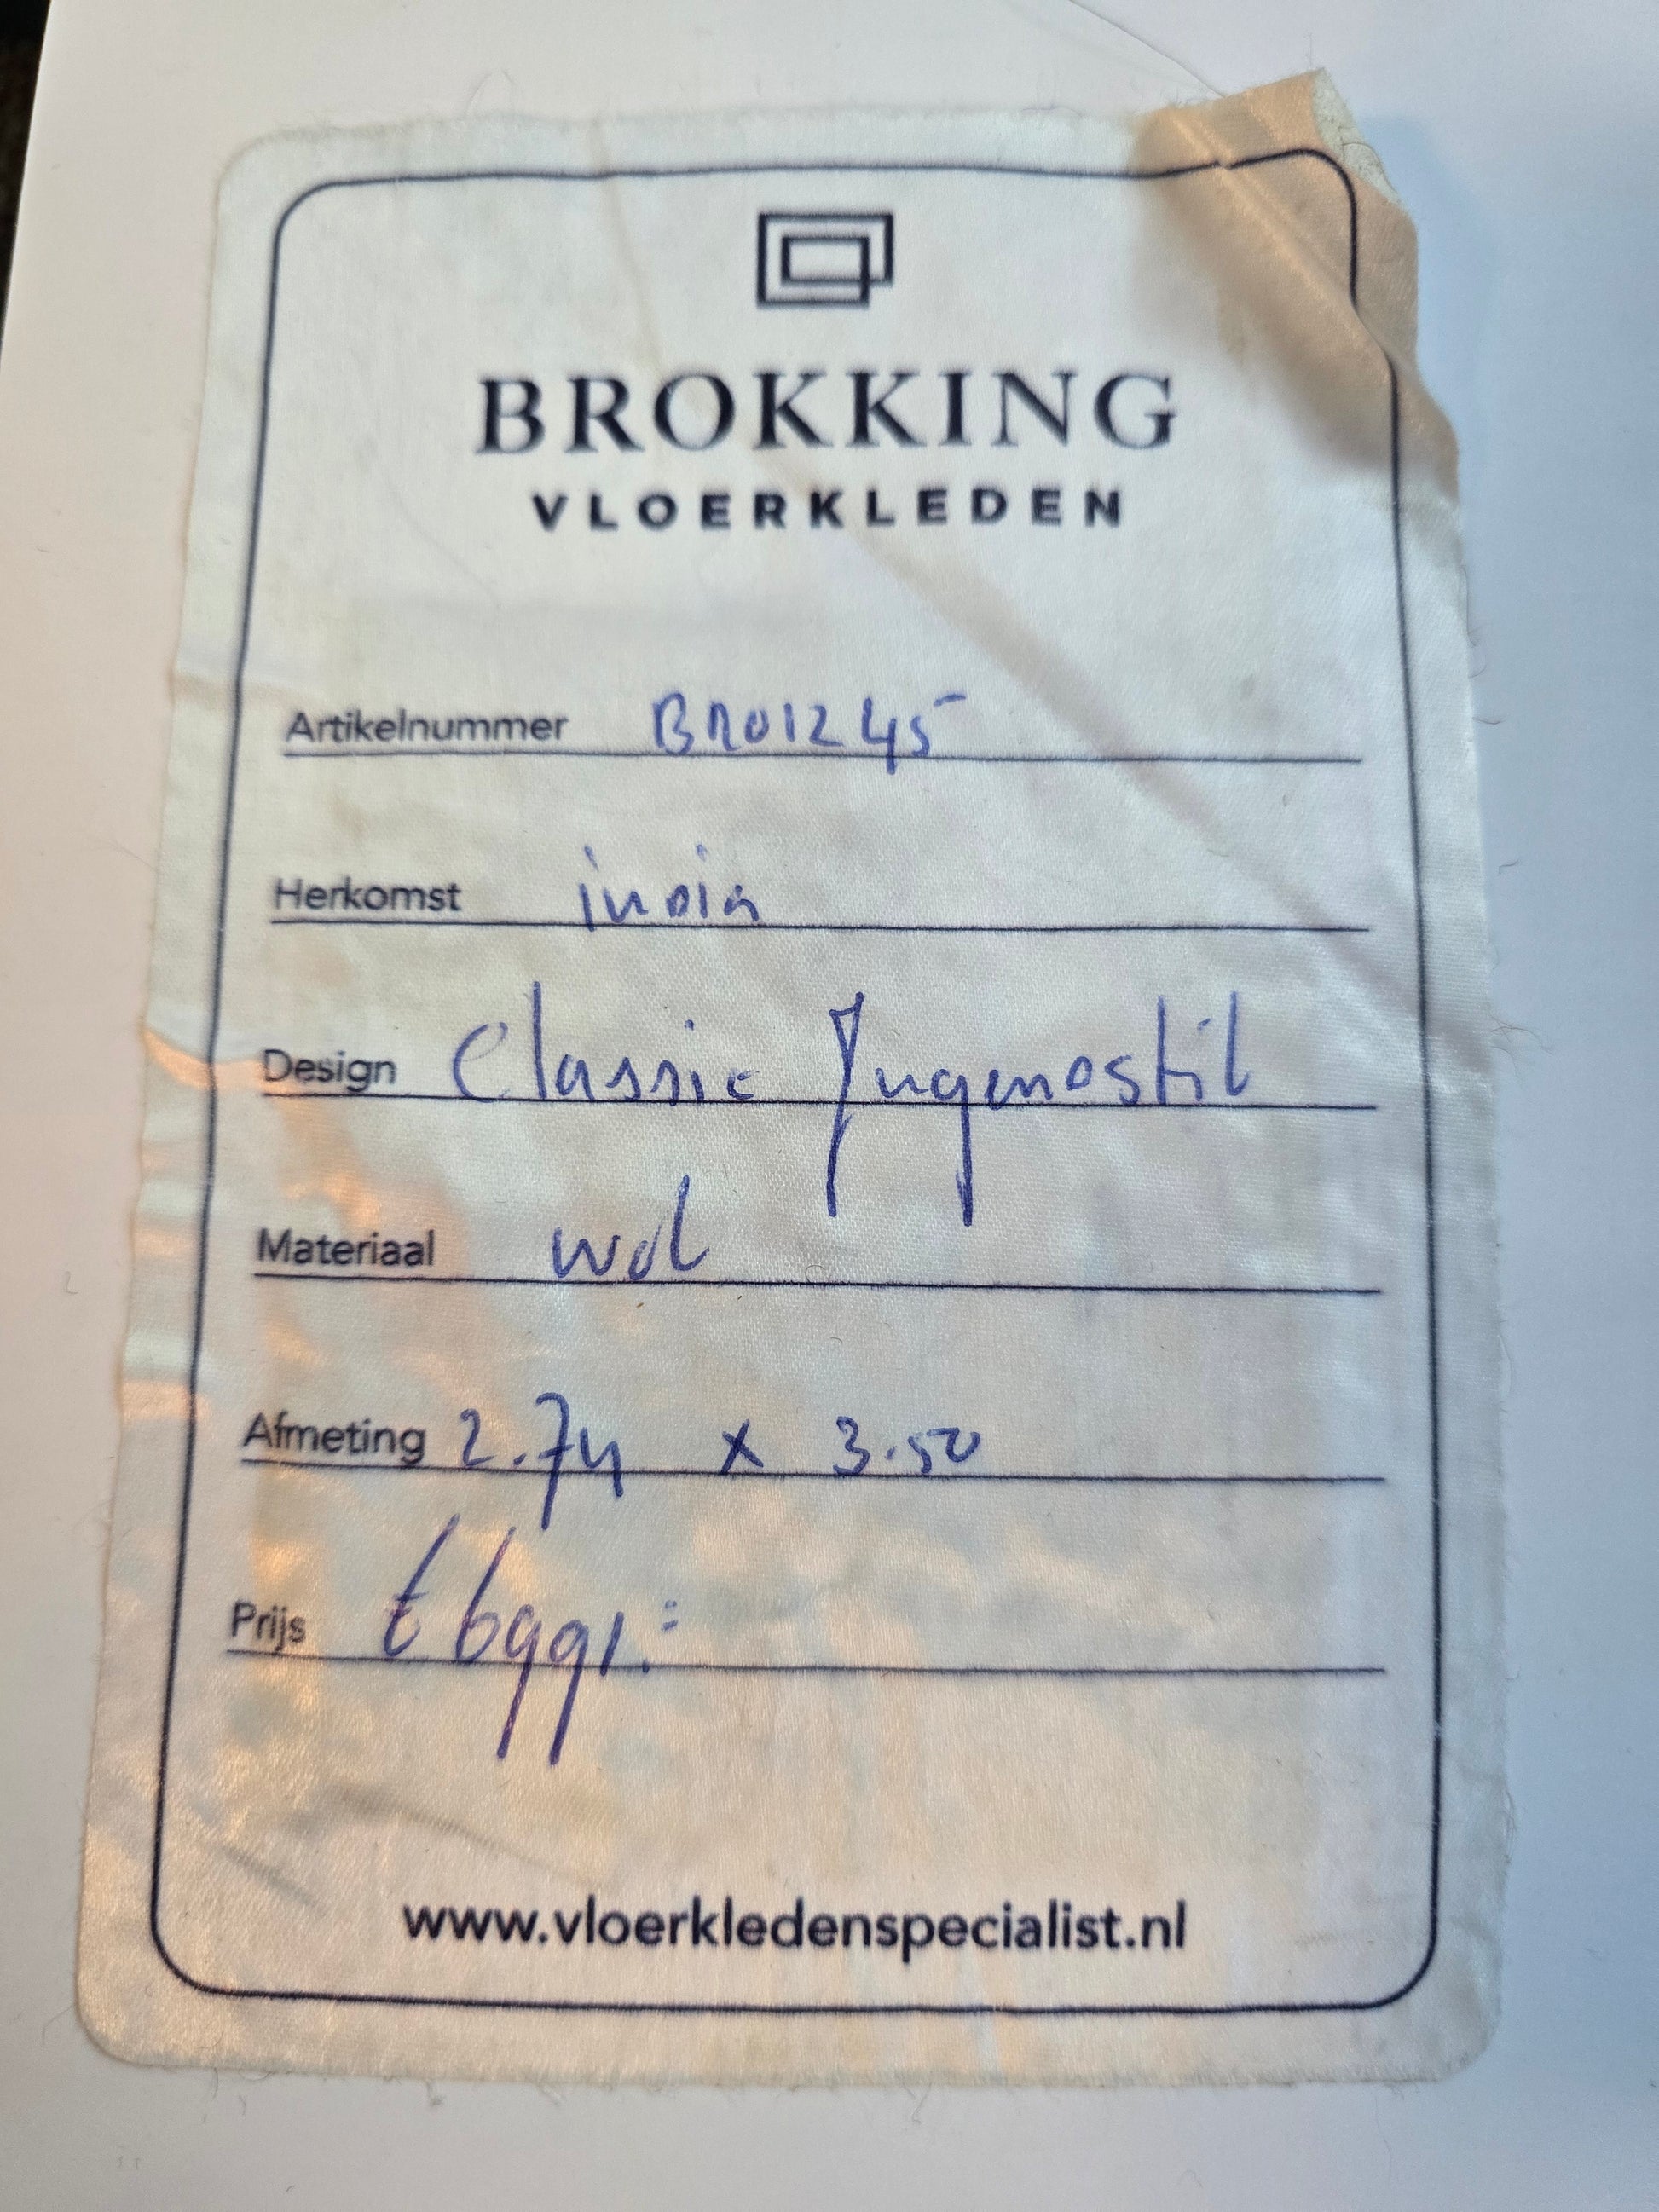 BROKKING
VLOERKLEDEN
Artikelnummer BRO1245
Herkomst india
Design Classic Jugendstil
Materiaal wol
Afmeting 2.74 x 3.50
Prijs € 6991.=
www.vloerkledenspecialist.nl